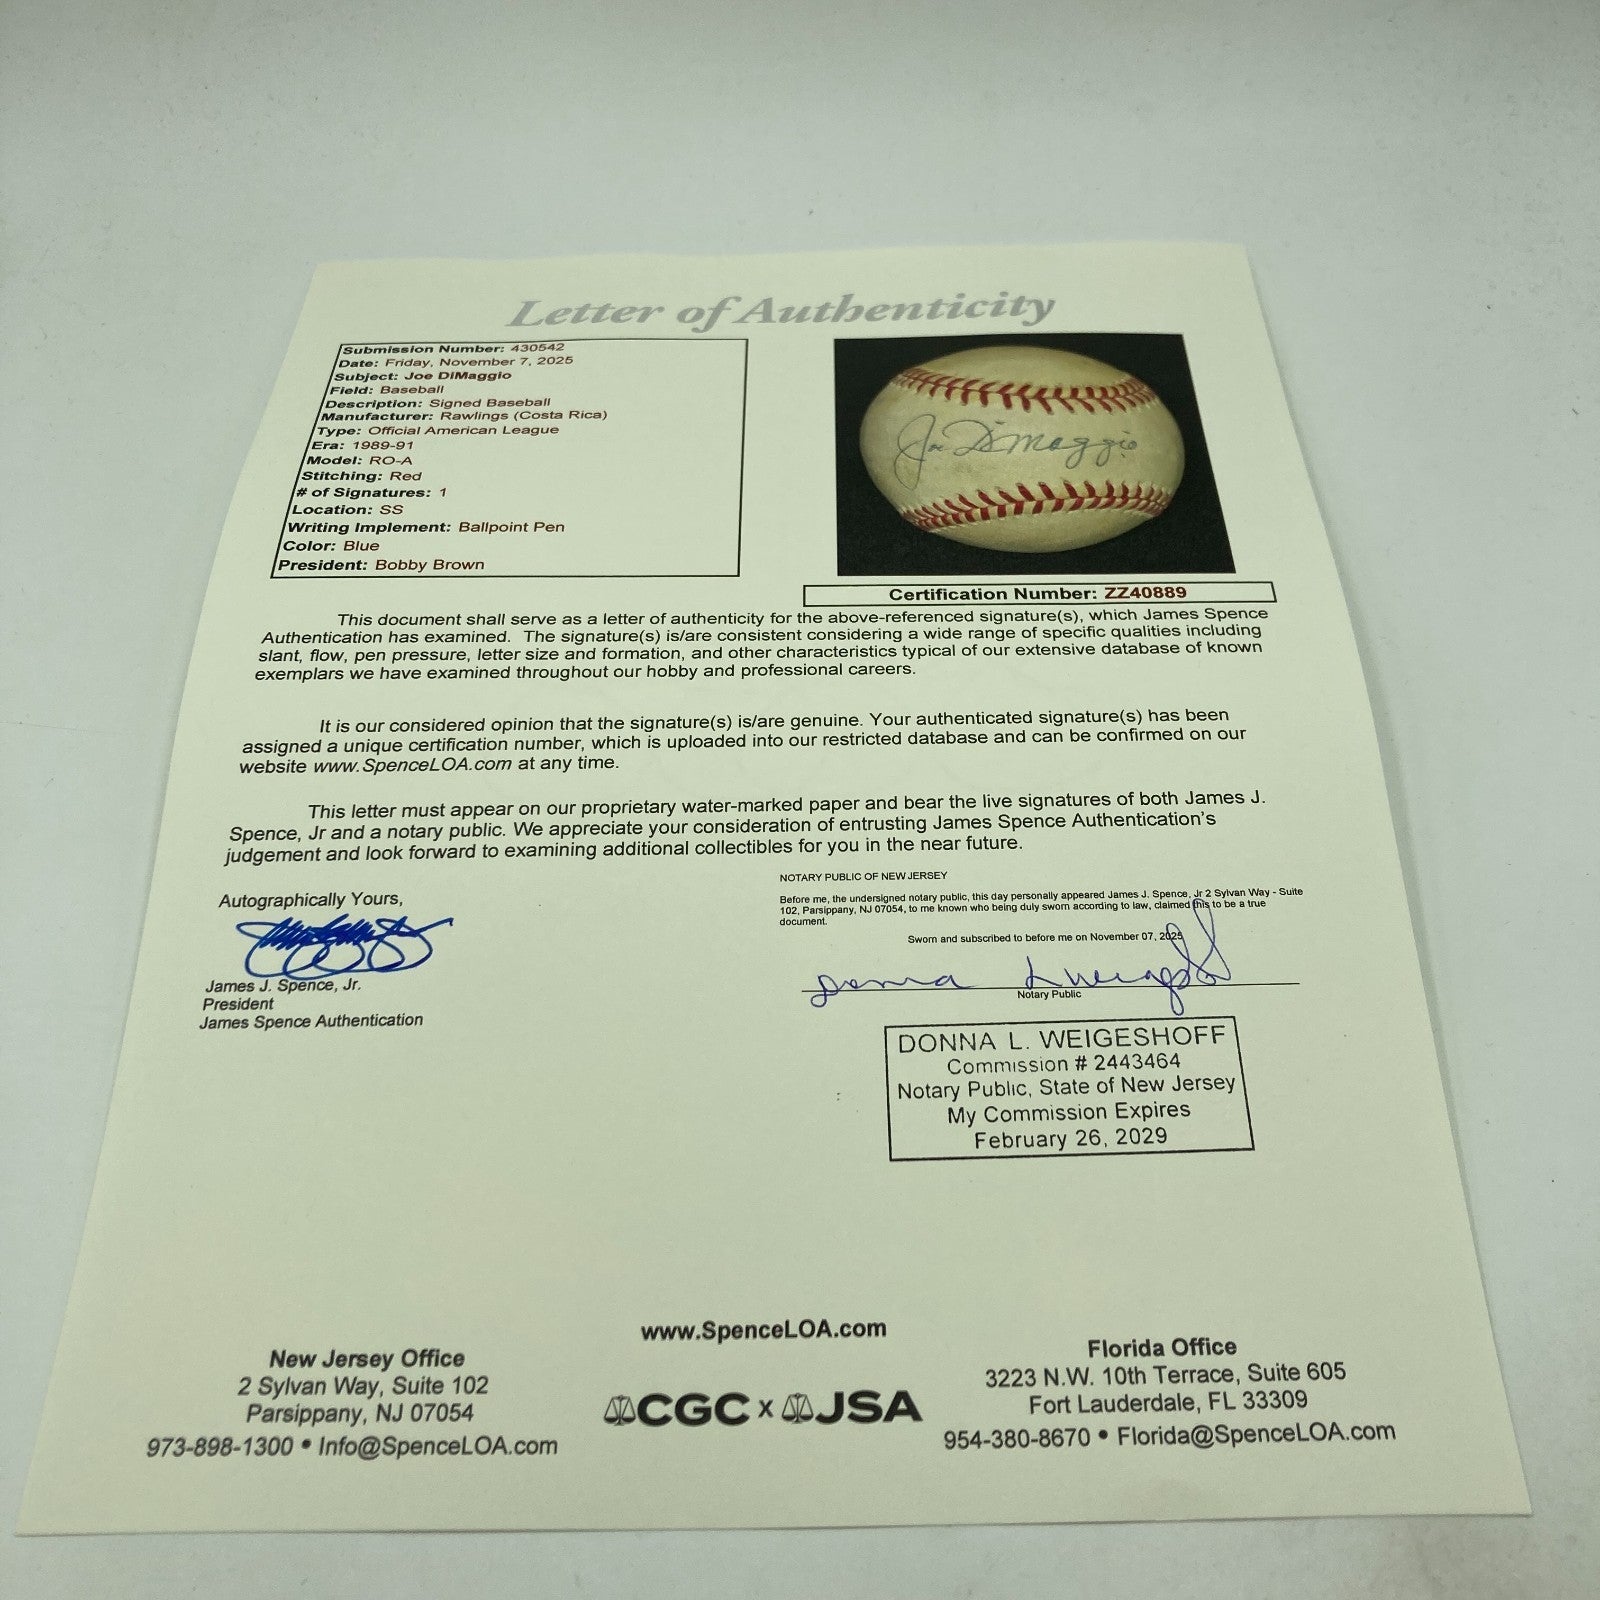 Letter of Authenticity
Submission Number: 430542
Date: Friday, November 7, 2025
Subject: Joe DiMaggio
Field: Baseball
Description: Signed Baseball
Manufacturer: Rawlings (Costa Rica)
Type: Official American League
Era: 1989-91
Model: RO-A
Stitching: Red
# of Signatures: 1
Location: SS
Writing Implement: Ballpoint Pen
Color: Blue
President: Bobby Brown
Joe DiMaggio
Certification Number: ZZ40889
This document shall serve as a letter of authenticity for the above-referenced signature(s), which James Spence
Authentication has examined. The signature(s) is/are consistent considering a wide range of specific qualities including
slant, flow, pen pressure, letter size and formation, and other characteristics typical of our extensive database of known
exemplars we have examined throughout our hobby and professional careers.
It is our considered opinion that the signature(s) is/are genuine. Your authenticated signature(s) has been
assigned a unique certification number, which is uploaded into our restricted database and can be confirmed on our
website www.SpenceLOA.com at any time.
This letter must appear on our proprietary water-marked paper and bear the live signatures of both James J.
Spence, Jr and a notary public. We appreciate your consideration of entrusting James Spence Authentication's
judgement and look forward to examining additional collectibles for you in the near future.
Autographically Yours,
James J. Spence, Jr.
President
James Spence Authentication
NOTARY PUBLIC OF NEW JERSEY
Before me, the undersigned notary public, this day personally appeared James J. Spence, Jr 2 Sylvan Way - Suite
102, Parsippany, NJ 07054, to me known who being duly sworn according to law, claimed this to be a true
document.
Sworn and subscribed to before me on November 07, 2025
Donna L Weigeshoff
Notary Public
DONNA L. WEIGESHOFF
Commission # 2443464
Notary Public, State of New Jersey
My Commission Expires
February 26, 2029
www.SpenceLOA.com
New Jersey Office
2 Sylvan Way, Suite 102
Parsippany, NJ 07054
973-898-1300 • Info@SpenceLOA.com
CGC x JSA
Florida Office
3223 N.W. 10th Terrace, Suite 605
Fort Lauderdale, FL 33309
954-380-8670 • Florida@SpenceLOA.com